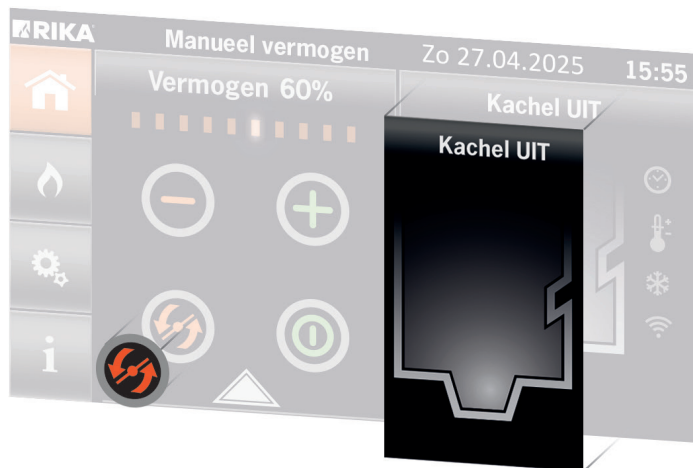 RIKA
Manueel vermogen
Zo 27.04.2025
15:55
Vermogen 60%
Kachel UIT
Kachel UIT
i